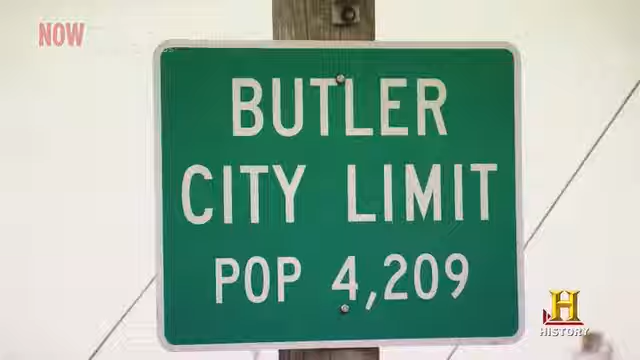 NOW
BUTLER
CITY LIMIT
POP 4,209
H
HISTORY